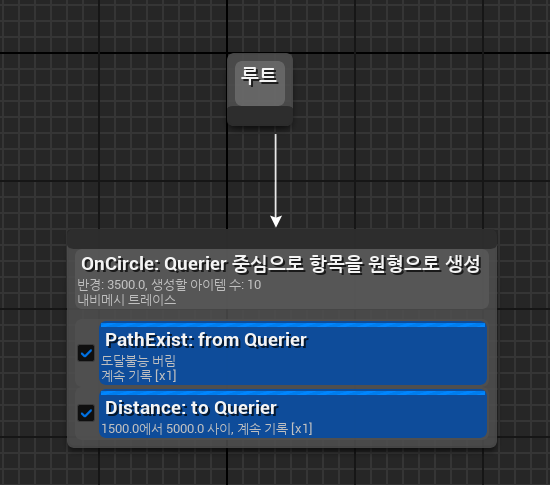 루트
OnCircle: Querier 중심으로 항목을 원형으로 생성
반경: 3500.0, 생성할 아이템 수: 10
내비메시 트레이스
PathExist: from Querier
도달불능 버림
계속 기록 [x1]
Distance: to Querier
1500.0에서 5000.0 사이, 계속 기록 [x1]